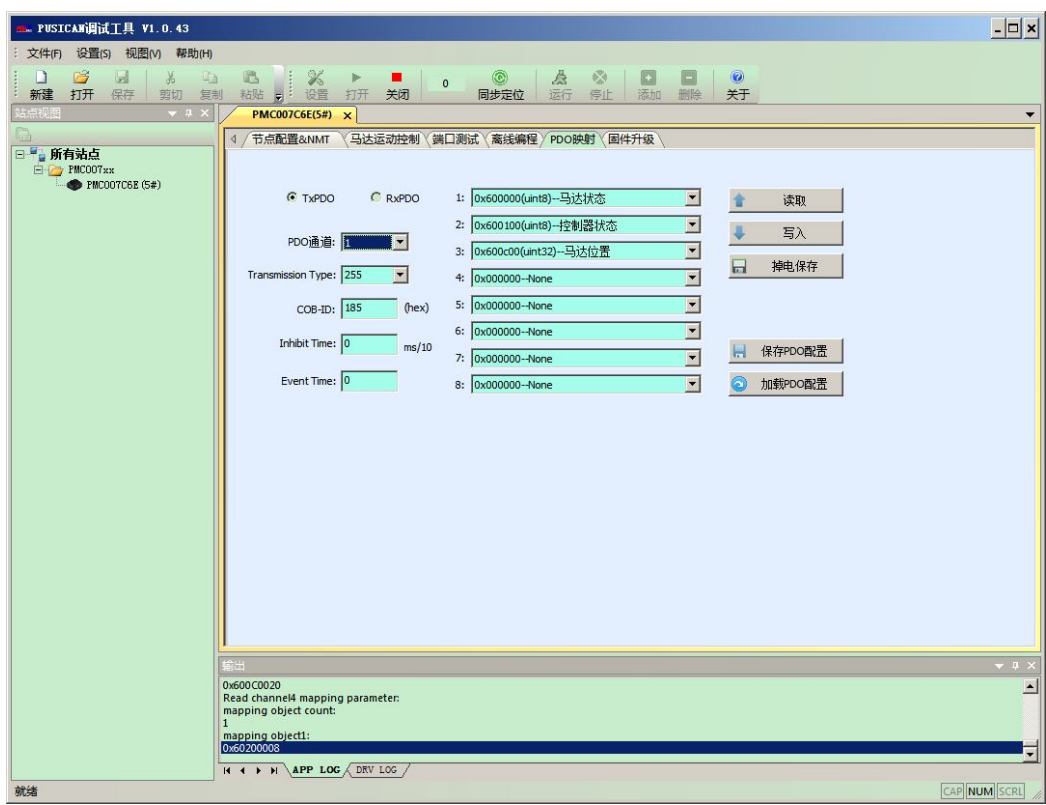 PUSICAN调试工具 V1.0.43
文件(F) 设置(S) 视图(V) 帮助(H)
新建 打开 保存 剪切 复制 粘贴 设置 打开 关闭 0 同步定位 运行 停止 添加 删除 关于
站点视图
PMC007C6E(5#)
节点配置&NMT 马达运动控制 端口测试 离线编程 PDO映射 固件升级
所有站点
PMC007xx
PMC007C6E (5#)
TxPDO RxPDO
PDO通道: 1
Transmission Type: 255
COB-ID: 185 (hex)
Inhibit Time: 0 ms/10
Event Time: 0
1: 0x600000(uint8)--马达状态
2: 0x600100(uint8)--控制器状态
3: 0x600c00(uint32)--马达位置
4: 0x000000--None
5: 0x000000--None
6: 0x000000--None
7: 0x000000--None
8: 0x000000--None
读取
写入
掉电保存
保存PDO配置
加载PDO配置
输出
0x600C0020
Read channel4 mapping parameter:
mapping object count:
1
mapping object1:
0x60200008
APP LOG DRV LOG
就绪
CAP NUM SCRL